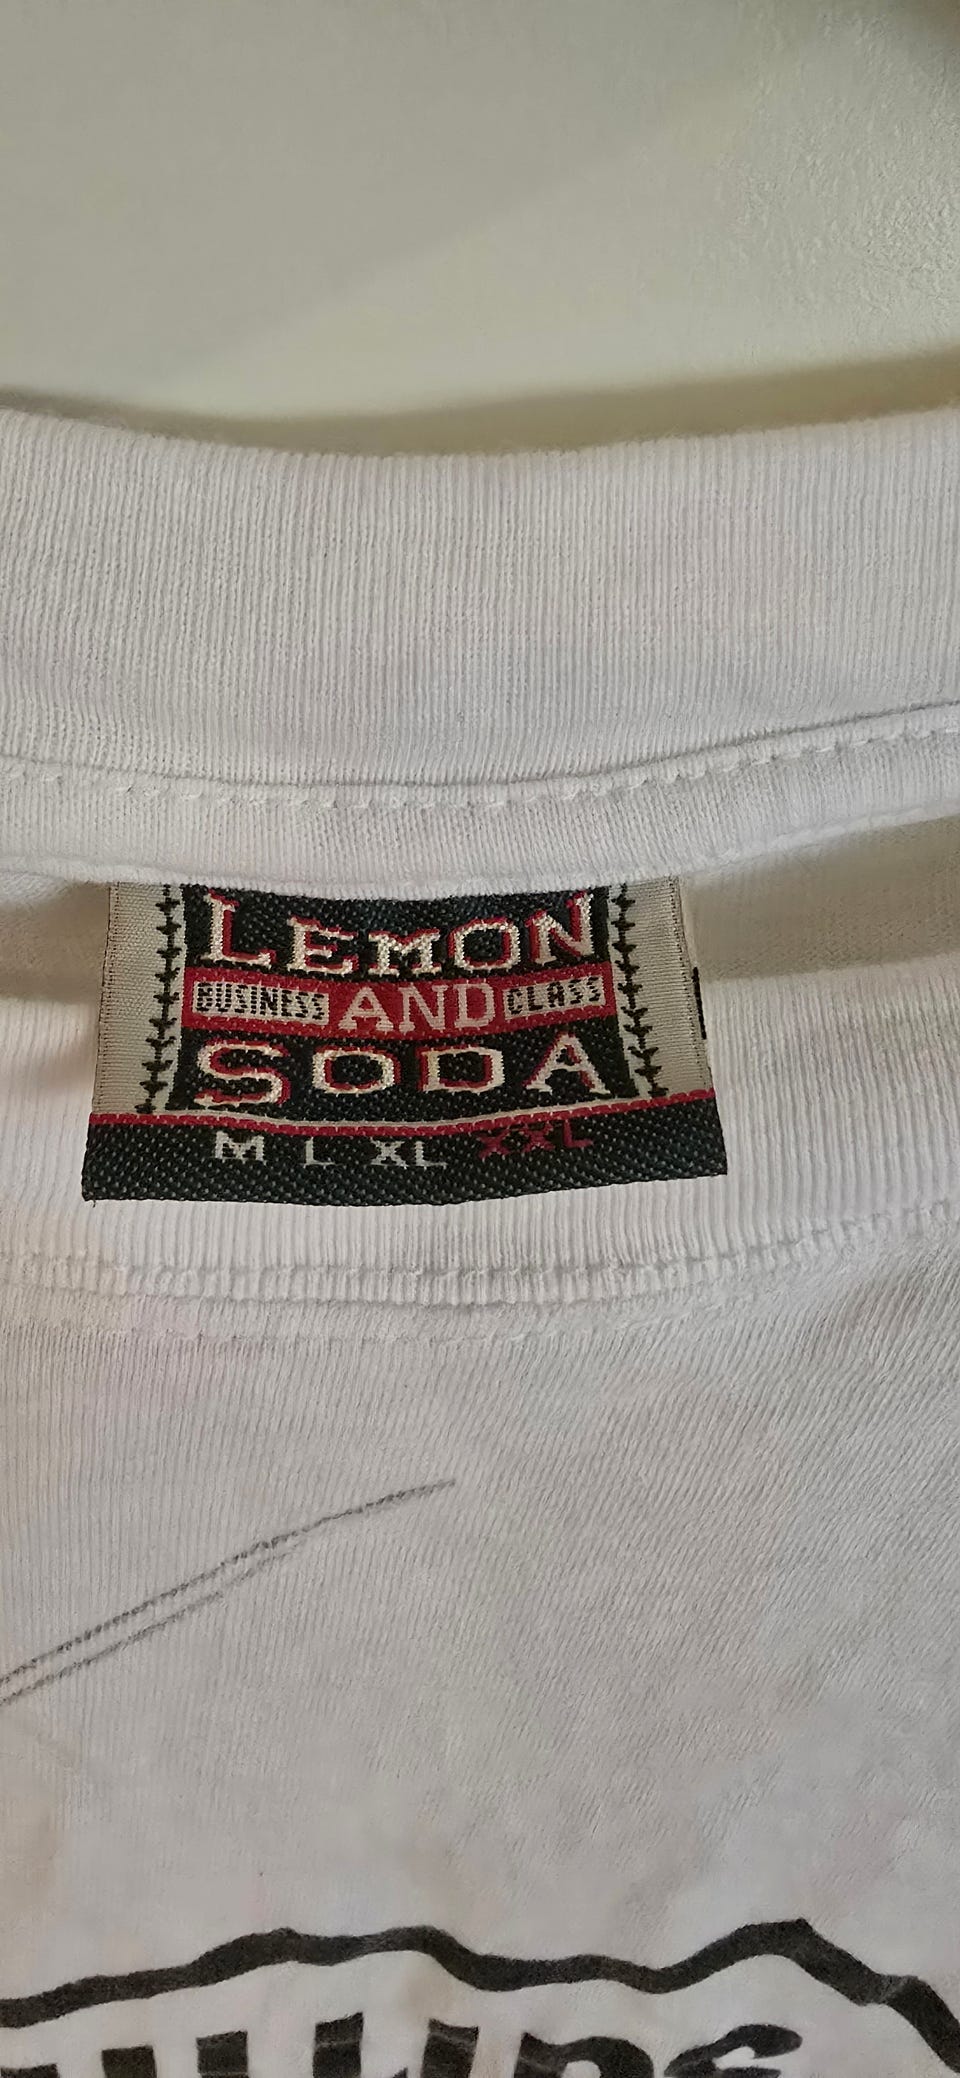 LEMON
BUSINESS AND CLASS
SODA
M L XL XXL